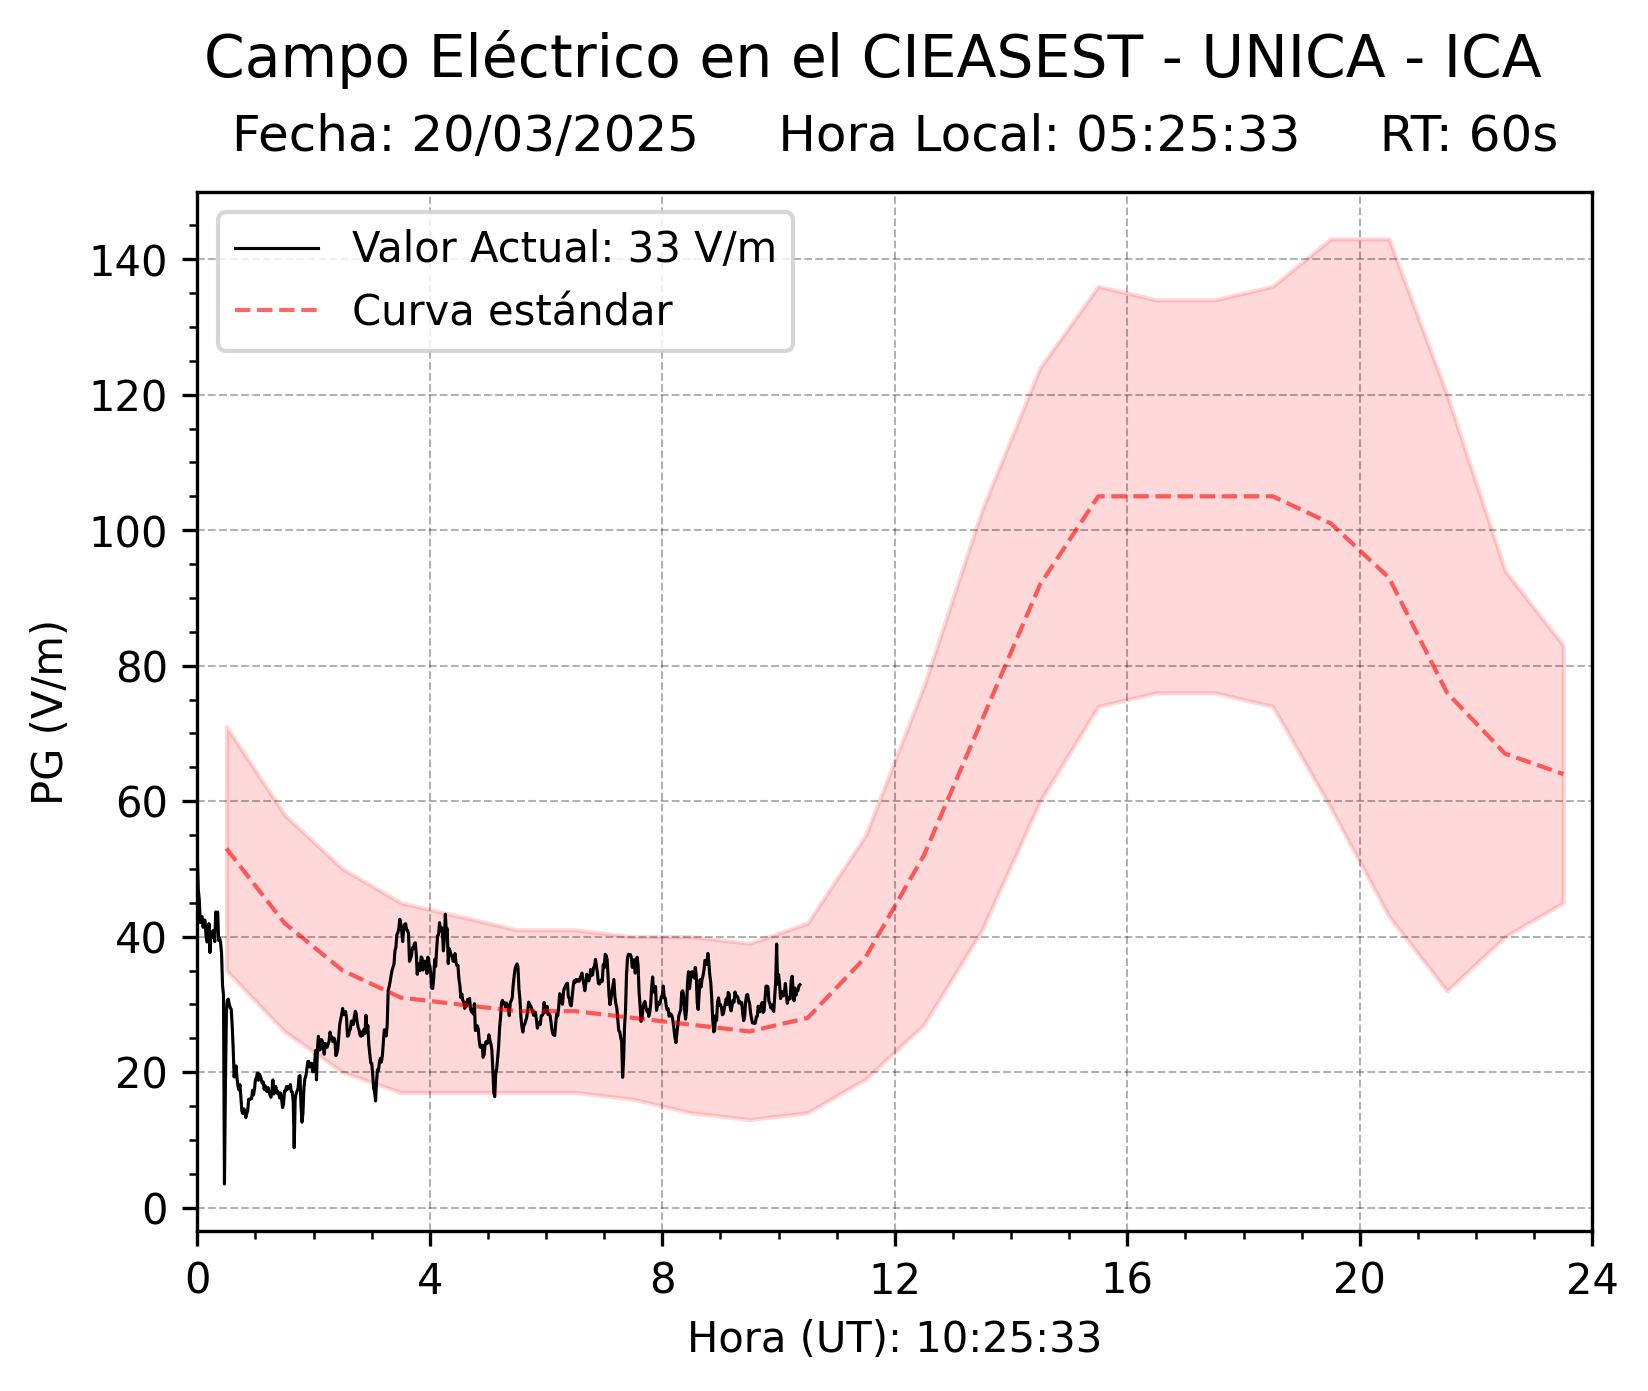 Campo Eléctrico en el CIEASEST - UNICA - ICA
Fecha: 20/03/2025 Hora Local: 05:25:33 RT: 60s
Valor Actual: 33 V/m
Curva estándar
PG (V/m)
140
120
100
80
60
40
20
0
0 4 8 12 16 20 24
Hora (UT): 10:25:33